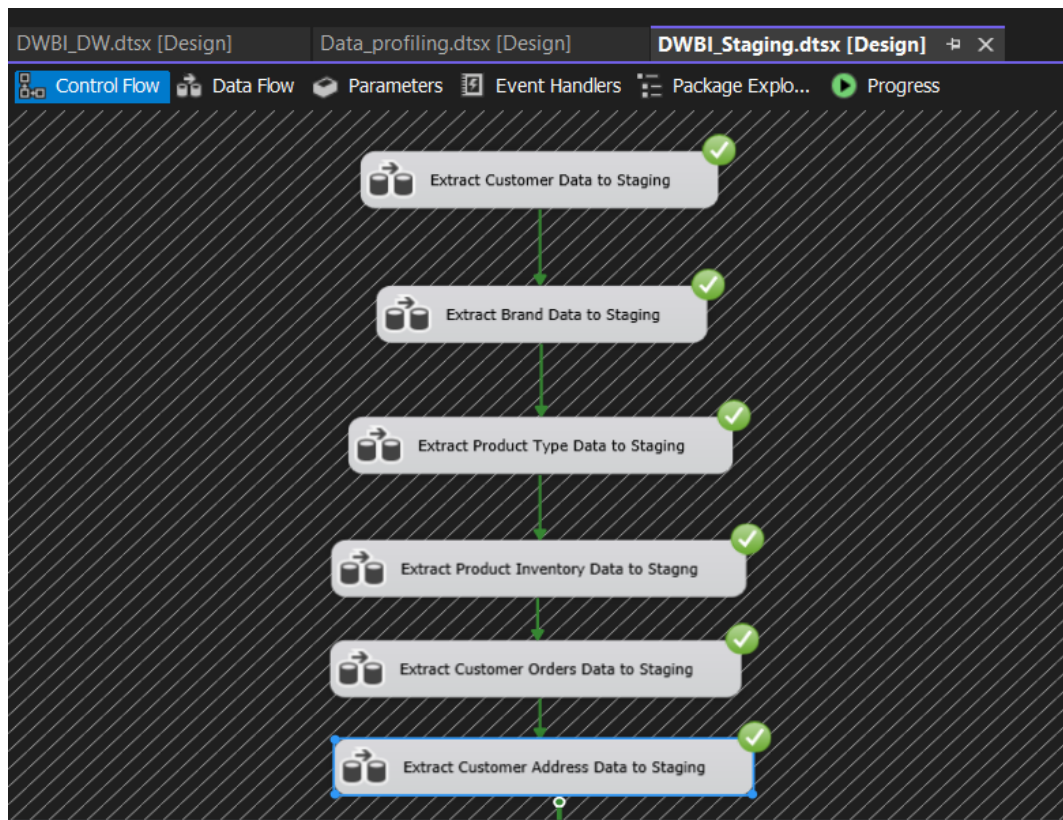 DWBI_DW.dtsx [Design] Data_profiling.dtsx [Design] DWBI_Staging.dtsx [Design]
Control Flow Data Flow Parameters Event Handlers Package Explo... Progress
Extract Customer Data to Staging
Extract Brand Data to Staging
Extract Product Type Data to Staging
Extract Product Inventory Data to Stagng
Extract Customer Orders Data to Staging
Extract Customer Address Data to Staging